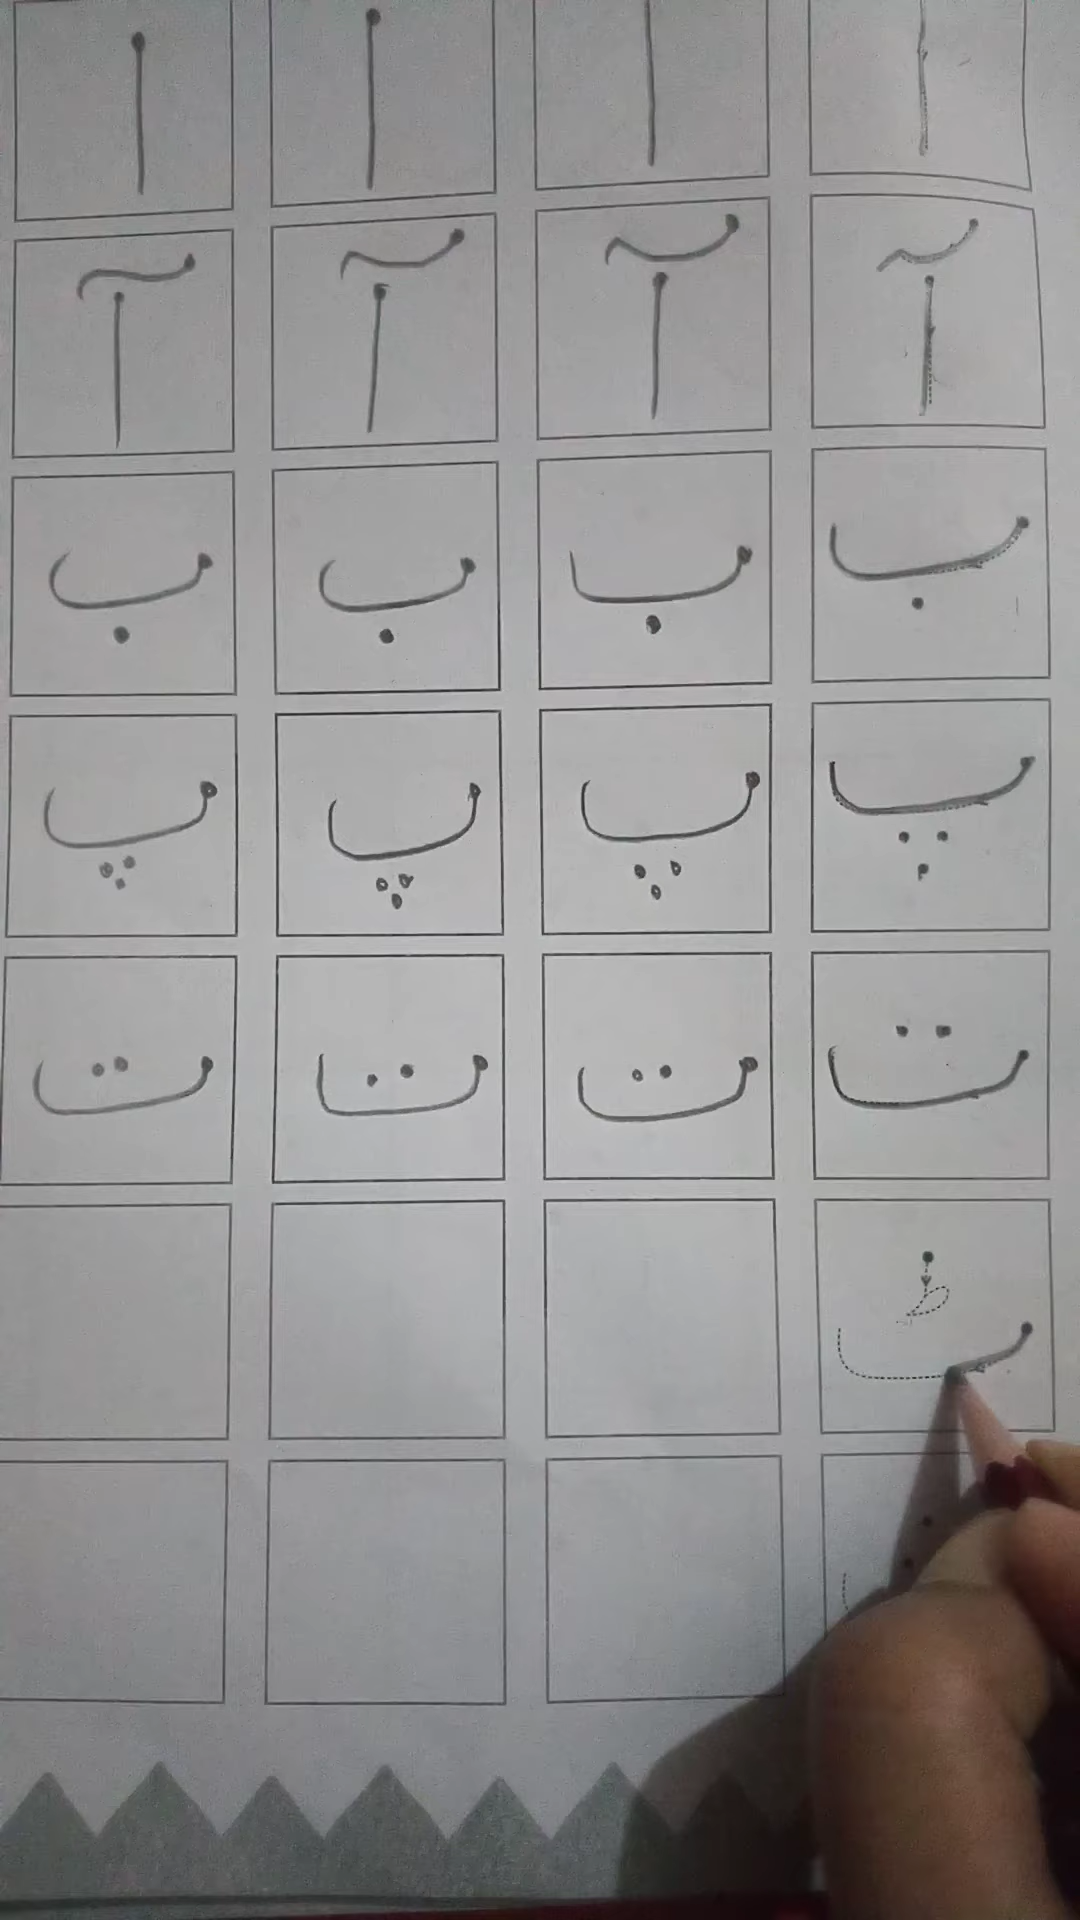 ا ا ا ا
آ آ آ آ
ب ب ب ب
پ پ پ پ
ت ت ت ت
ٹ